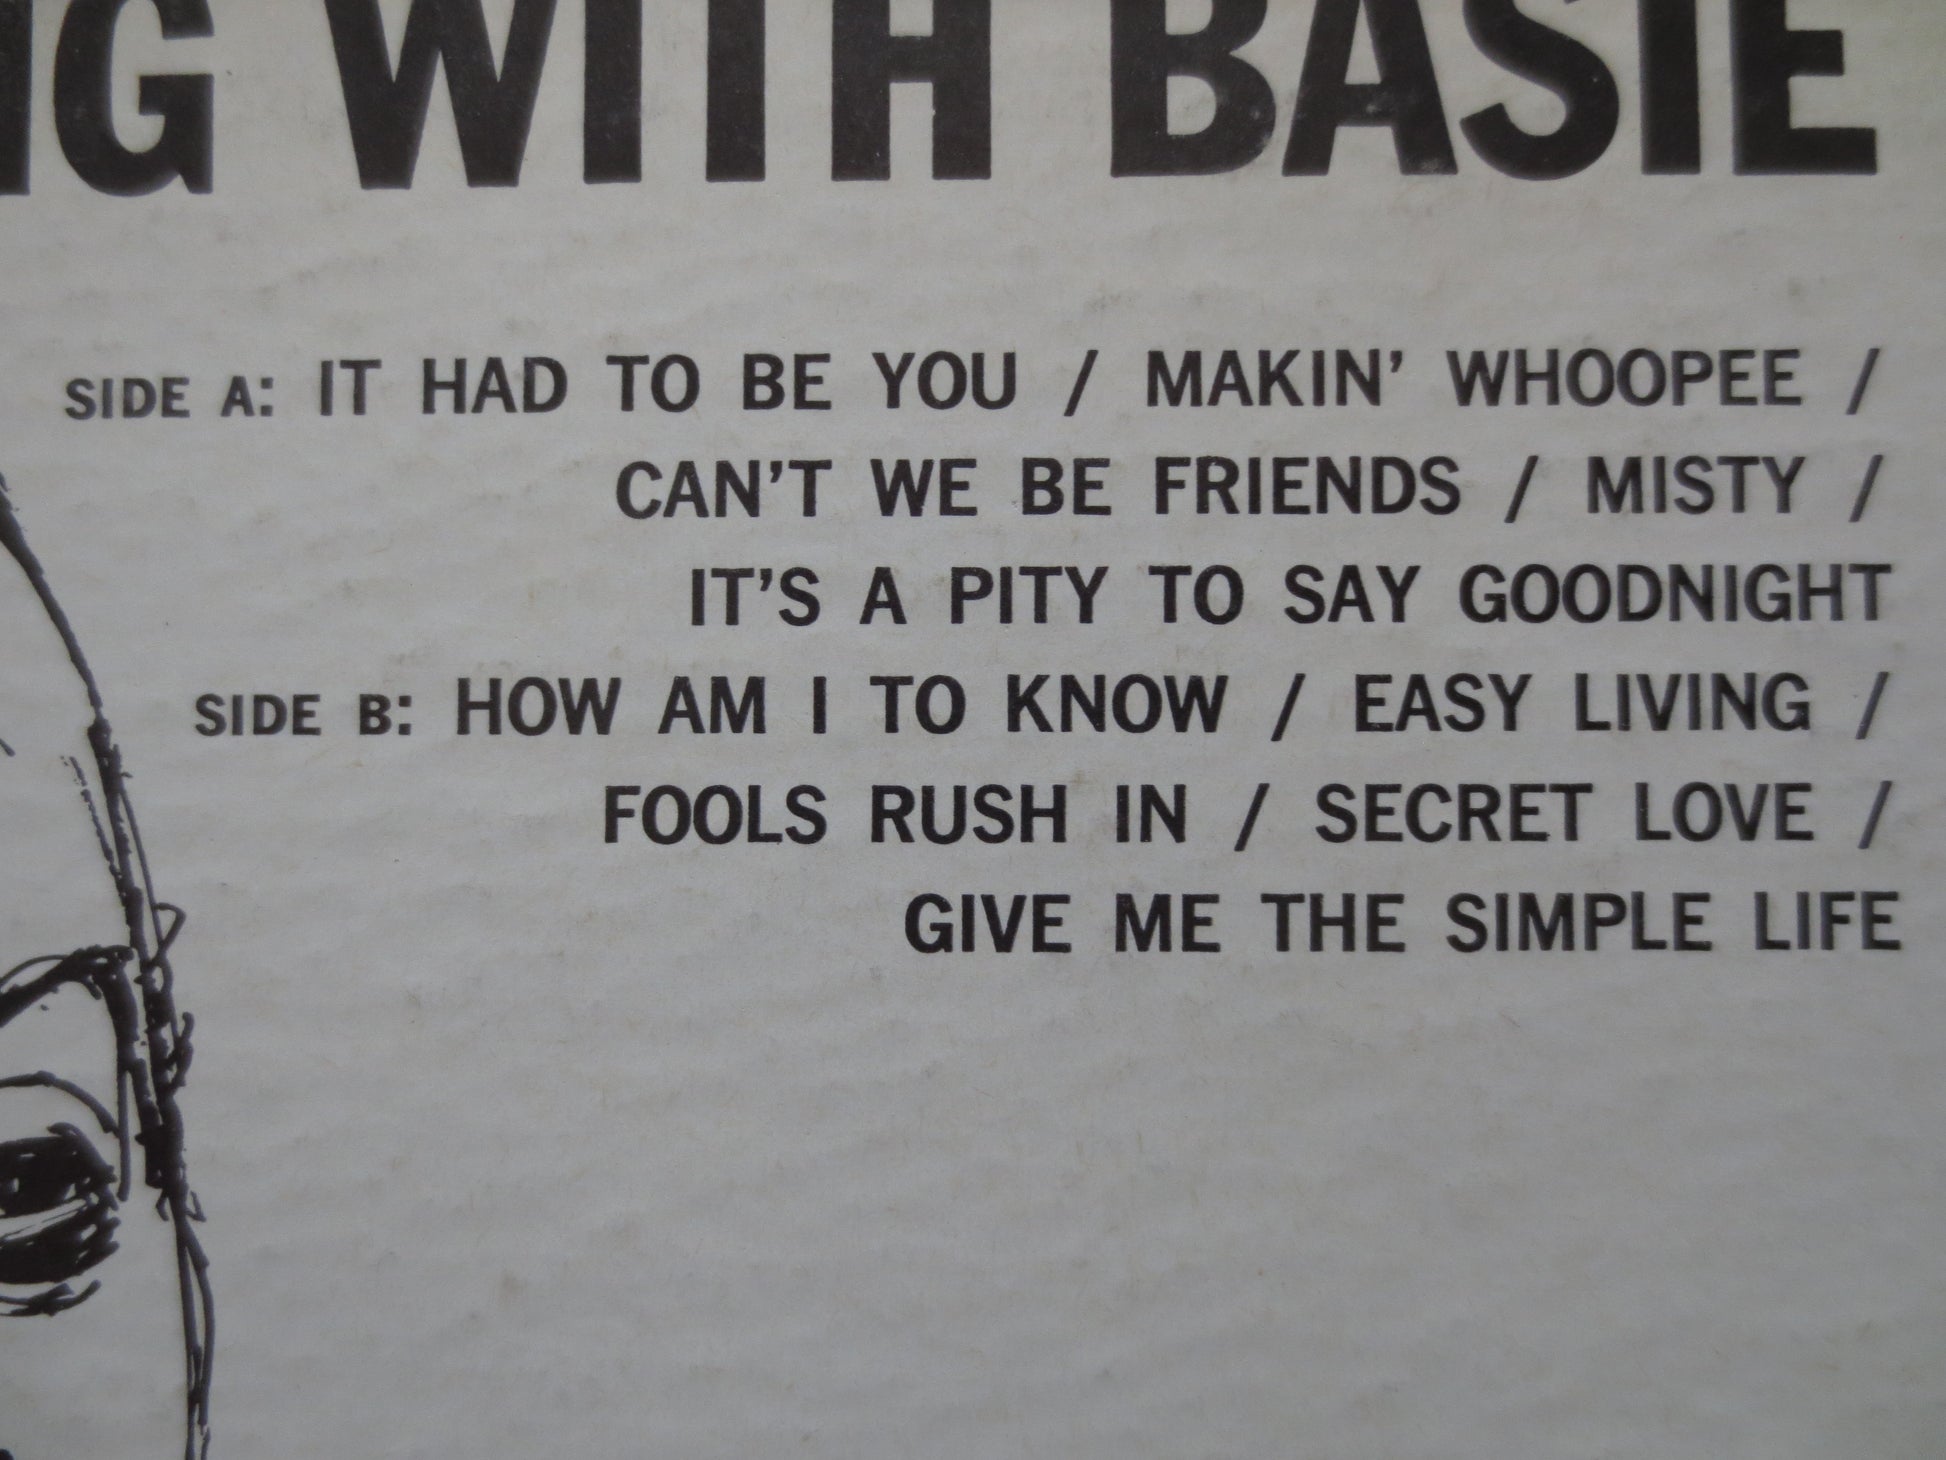 WITH BASIE
SIDE A: IT HAD TO BE YOU / MAKIN' WHOOPEE /
CAN'T WE BE FRIENDS / MISTY /
IT'S A PITY TO SAY GOODNIGHT
SIDE B: HOW AM I TO KNOW / EASY LIVING /
FOOLS RUSH IN / SECRET LOVE /
GIVE ME THE SIMPLE LIFE